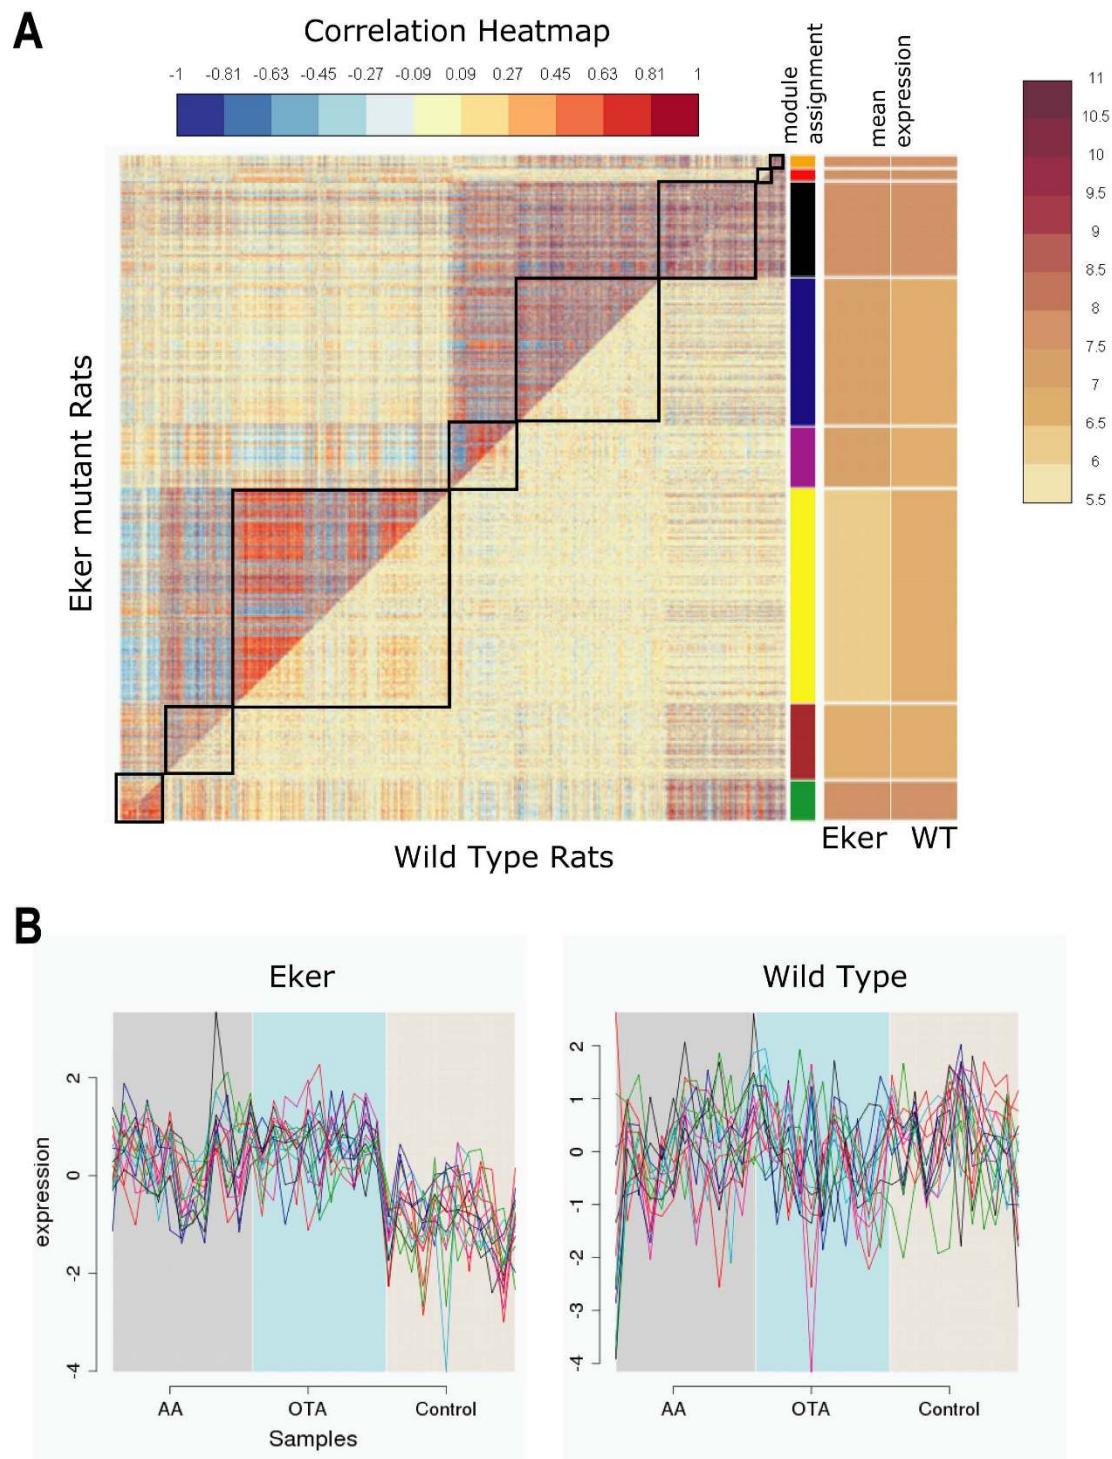 A
Correlation Heatmap
-1 -0.81 -0.63 -0.45 -0.27 -0.09 0.09 0.27 0.45 0.63 0.81 1
module
assignment
mean
expression
11
10.5
10
9.5
9
8.5
8
7.5
7
6.5
6
5.5
Eker mutant Rats
Wild Type Rats
Eker WT
B
Eker
expression
2
0
-2
-4
AA OTA Control
Samples
Wild Type
2
1
0
-1
-2
-3
-4
AA OTA Control